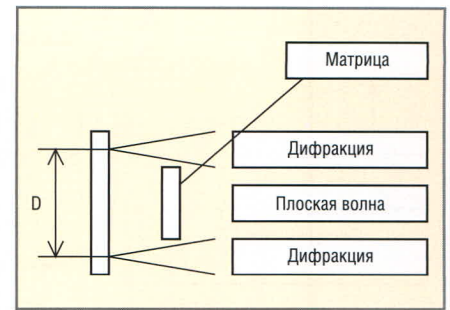 Матрица
Дифракция
D
Плоская волна
Дифракция